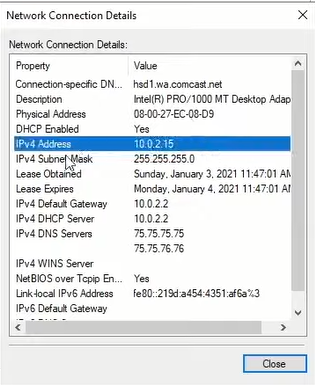 Network Connection Details
Network Connection Details:
Property Value
Connection-specific DN... hsd1.wa.comcast.net
Description Intel(R) PRO/1000 MT Desktop Adap
Physical Address 08-00-27-EC-08-D9
DHCP Enabled Yes
IPv4 Address 10.0.2.15
IPv4 Subnet Mask 255.255.255.0
Lease Obtained Sunday, January 3, 2021 11:47:01 AM
Lease Expires Monday, January 4, 2021 11:47:01 AM
IPv4 Default Gateway 10.0.2.2
IPv4 DHCP Server 10.0.2.2
IPv4 DNS Servers 75.75.75.75
75.75.76.76
IPv4 WINS Server
NetBIOS over Tcpip En... Yes
Link-local IPv6 Address fe80::219d:a454:4351:af6a%3
IPv6 Default Gateway
Close